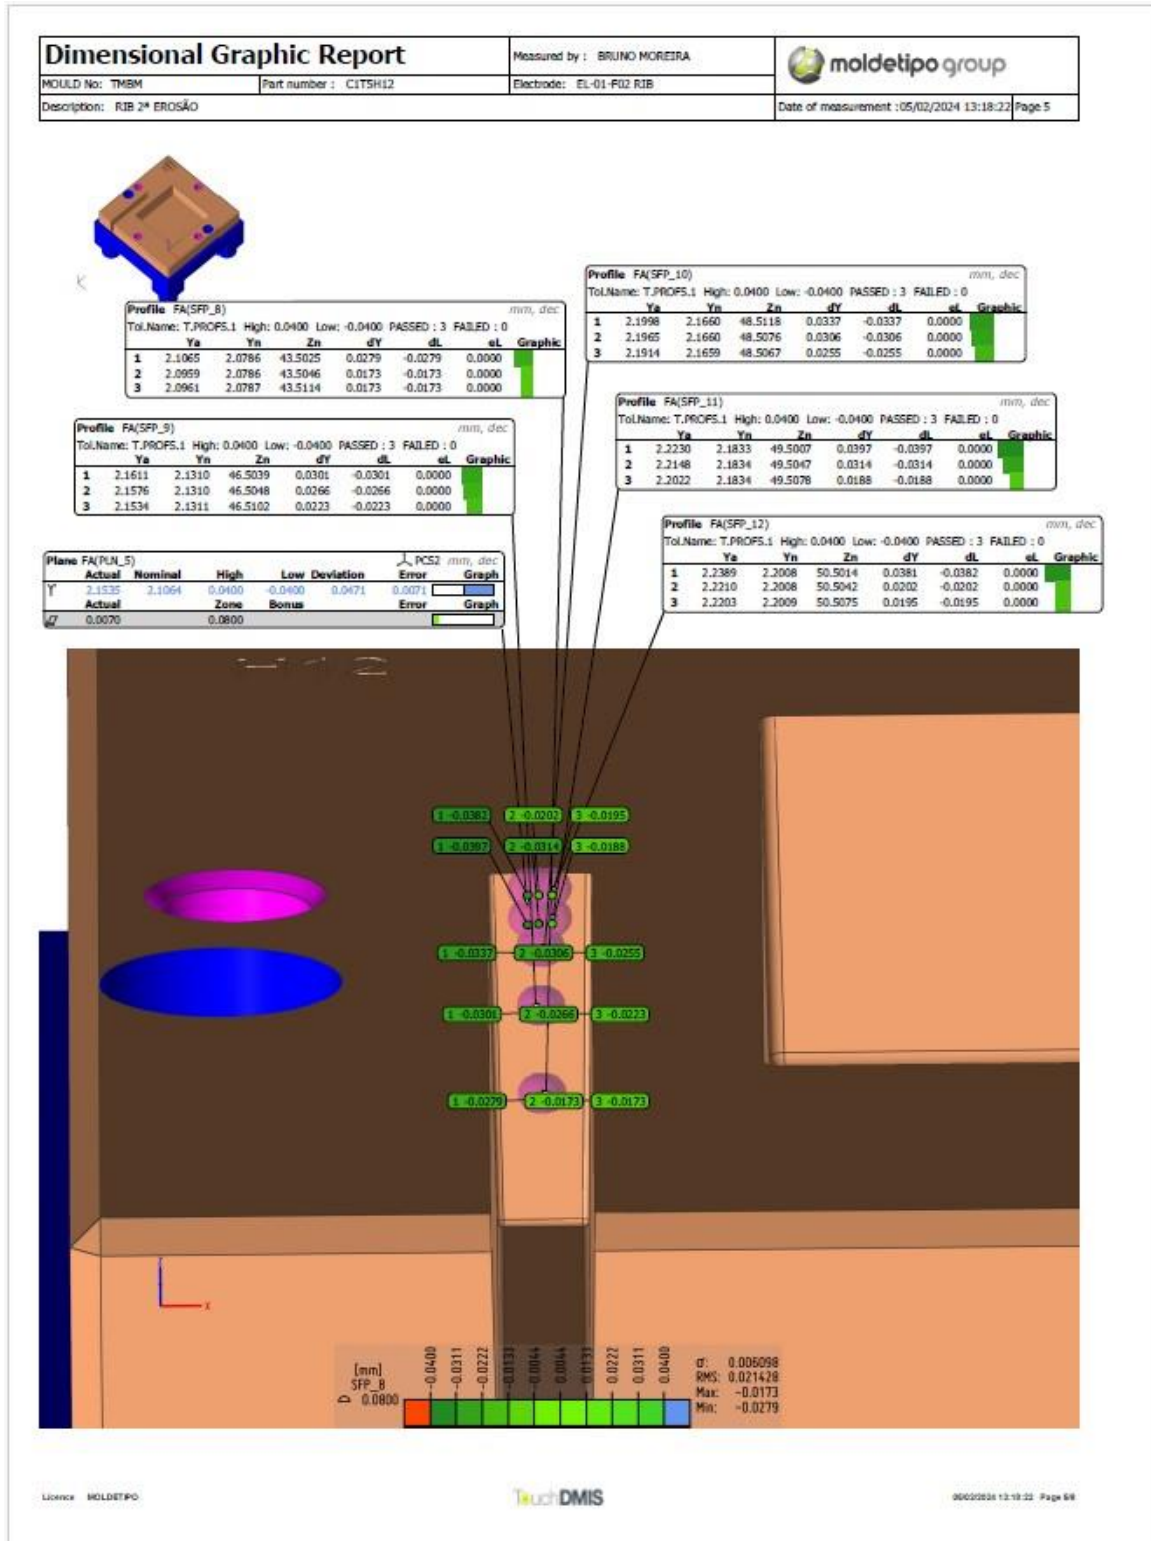 Dimensional Graphic Report
Measured by : BRUNO MOREIRA
moldetipo group
MOULD No: TMBM
Part number : C1T5H12
Electrode: EL-01-F02 RIB
Description: RIB 2ª EROSÃO
Date of measurement :05/02/2024 13:18:22
Page 5
Profile FA(SFP_8) mm, dec
Tol.Name: T.PROFS.1 High: 0.0400 Low: -0.0400 PASSED : 3 FAILED : 0
Ya Yn Zn dY dL eL Graphic
1 2.1065 2.0786 43.5025 0.0279 -0.0279 0.0000
2 2.0959 2.0786 43.5046 0.0173 -0.0173 0.0000
3 2.0961 2.0787 43.5114 0.0173 -0.0173 0.0000
Profile FA(SFP_10) mm, dec
Tol.Name: T.PROFS.1 High: 0.0400 Low: -0.0400 PASSED : 3 FAILED : 0
Ya Yn Zn dY dL eL Graphic
1 2.1998 2.1660 48.5118 0.0337 -0.0337 0.0000
2 2.1965 2.1660 48.5076 0.0306 -0.0306 0.0000
3 2.1914 2.1659 48.5067 0.0255 -0.0255 0.0000
Profile FA(SFP_9) mm, dec
Tol.Name: T.PROFS.1 High: 0.0400 Low: -0.0400 PASSED : 3 FAILED : 0
Ya Yn Zn dY dL eL Graphic
1 2.1611 2.1310 46.5039 0.0301 -0.0301 0.0000
2 2.1576 2.1310 46.5048 0.0266 -0.0266 0.0000
3 2.1534 2.1311 46.5102 0.0223 -0.0223 0.0000
Profile FA(SFP_11) mm, dec
Tol.Name: T.PROFS.1 High: 0.0400 Low: -0.0400 PASSED : 3 FAILED : 0
Ya Yn Zn dY dL eL Graphic
1 2.2230 2.1833 49.5007 0.0397 -0.0397 0.0000
2 2.2148 2.1834 49.5047 0.0314 -0.0314 0.0000
3 2.2022 2.1834 49.5078 0.0188 -0.0188 0.0000
Plane FA(PLN_5) PCS2 mm, dec
Actual Nominal High Low Deviation Error Graph
Y 2.1535 2.1064 0.0400 -0.0400 0.0471 0.0071
Actual Zone Bonus Error Graph
0.0070 0.0800
Profile FA(SFP_12) mm, dec
Tol.Name: T.PROFS.1 High: 0.0400 Low: -0.0400 PASSED : 3 FAILED : 0
Ya Yn Zn dY dL eL Graphic
1 2.2389 2.2008 50.5014 0.0381 -0.0382 0.0000
2 2.2210 2.2008 50.5042 0.0202 -0.0202 0.0000
3 2.2203 2.2009 50.5075 0.0195 -0.0195 0.0000
1 -0.0382 2 -0.0202 3 -0.0195
1 -0.0397 2 -0.0314 3 -0.0188
1 -0.0337 2 -0.0306 3 -0.0255
1 -0.0301 2 -0.0266 3 -0.0223
1 -0.0279 2 -0.0173 3 -0.0173
X
[mm]
SFP_8
0.0800
-0.0400 -0.0311 -0.0222 -0.0133 -0.0044 0.0044 0.0133 0.0222 0.0311 0.0400
σ: 0.006098
RMS: 0.021428
Max: -0.0173
Min: -0.0279
Licence MOLDETIPO
TouchDMIS
13:18:22 Page